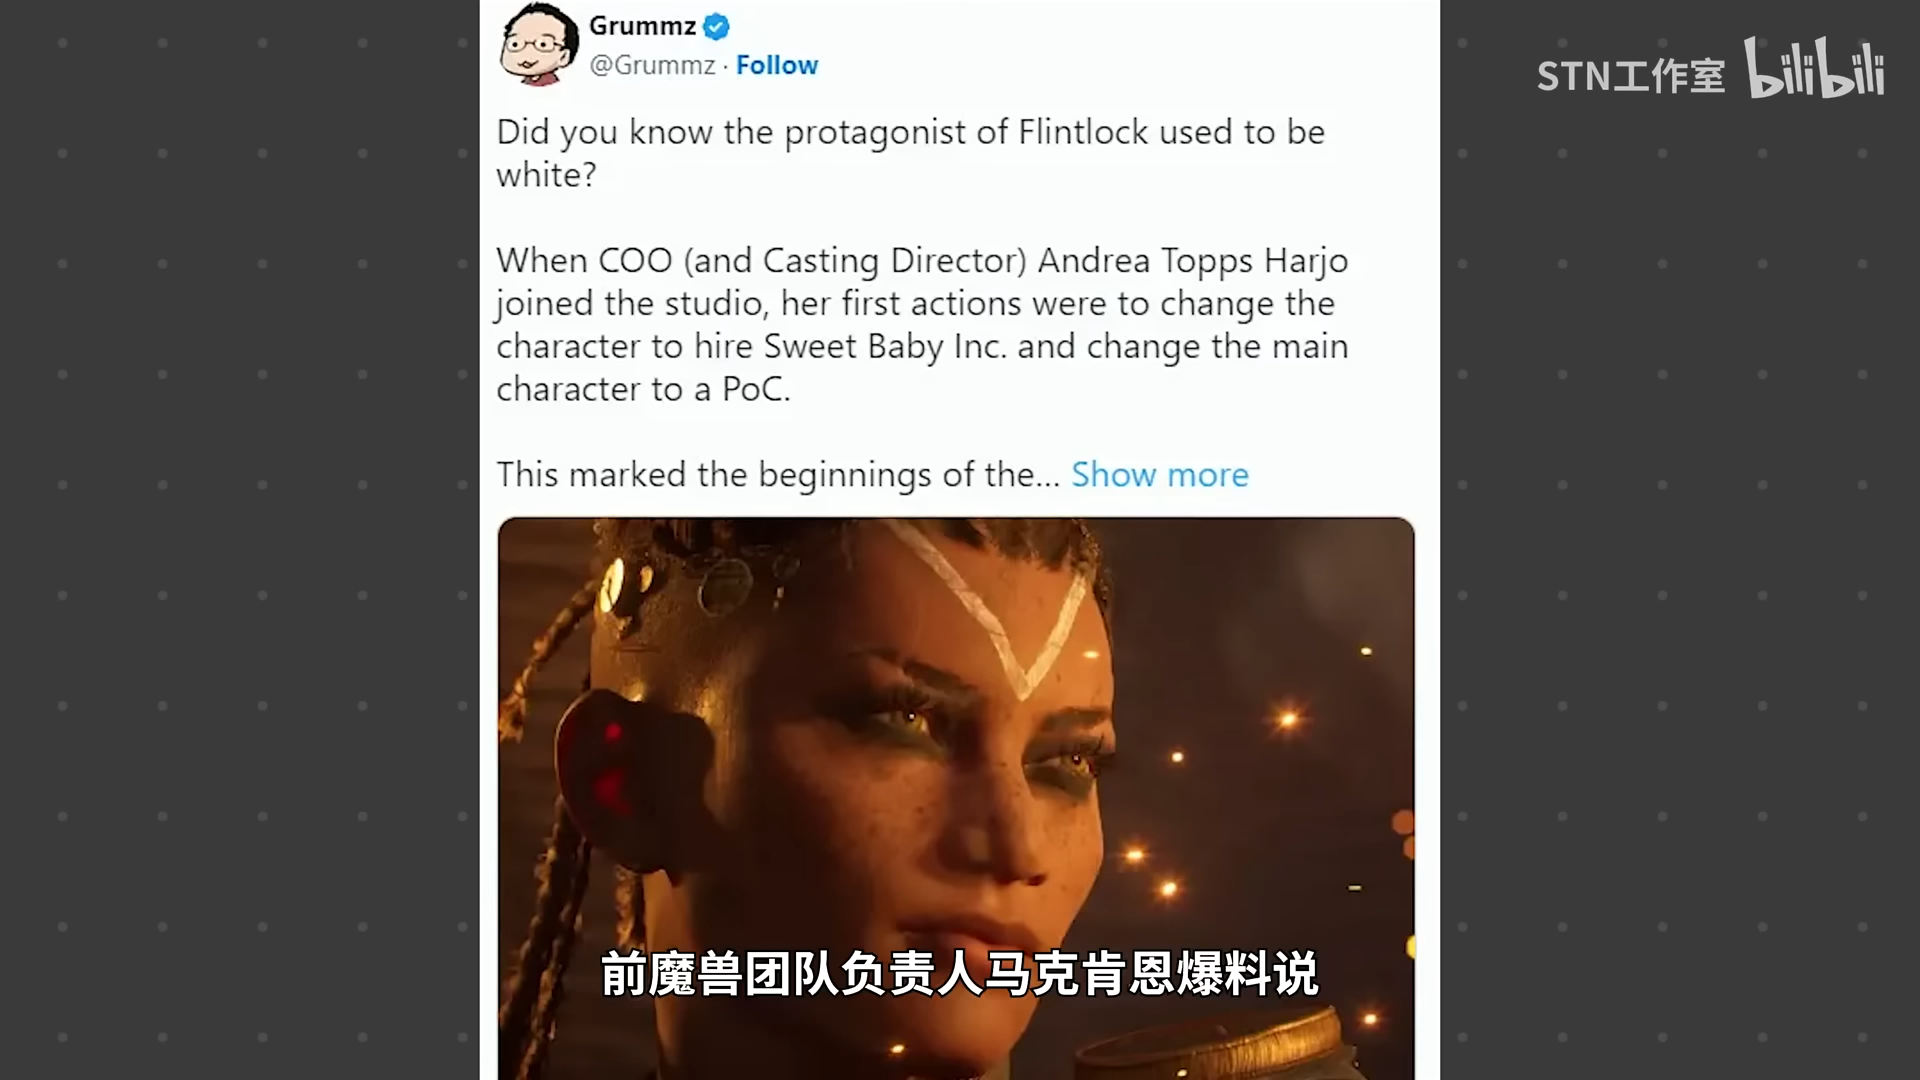 Grummz
@Grummz · Follow
STN工作室 bilibili
Did you know the protagonist of Flintlock used to be
white?
When COO (and Casting Director) Andrea Topps Harjo
joined the studio, her first actions were to change the
character to hire Sweet Baby Inc. and change the main
character to a PoC.
This marked the beginnings of the... Show more
前魔兽团队负责人马克肯恩爆料说